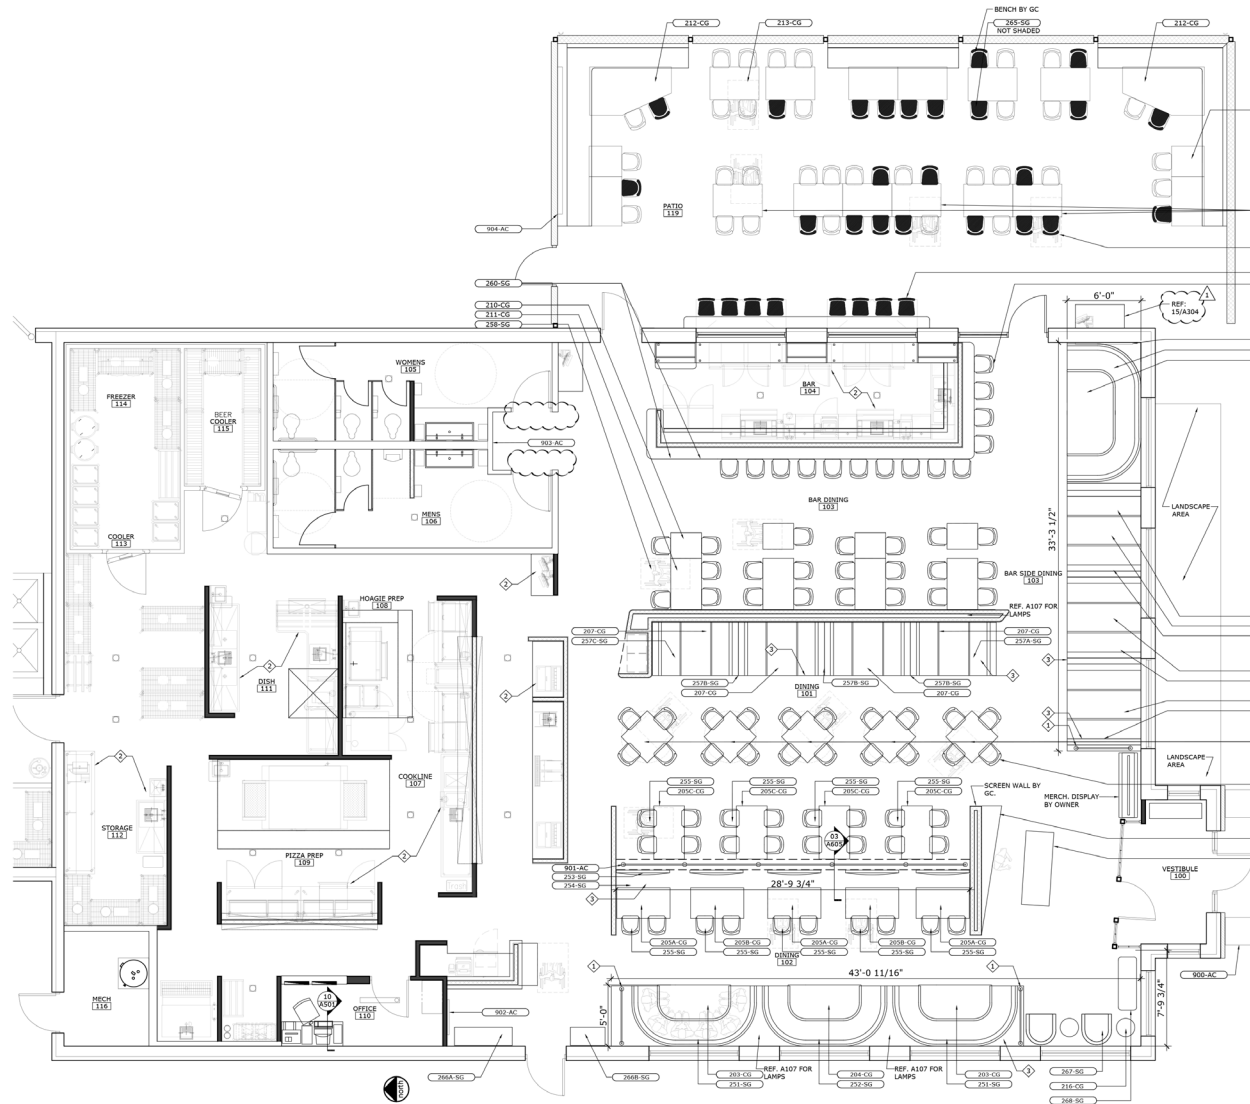 BENCH BY GC
212-CG
213-CG
265-SG
NOT SHADED
212-CG
PATIO
119
904-AC
260-SG
210-CG
211-CG
258-SG
6'-0"
1
REF:
15/A304
WOMENS
105
FREEZER
114
BEER
COOLER
115
BAR
104
2
903-AC
MENS
106
BAR DINING
103
LANDSCAPE
AREA
33'-3 1/2"
COOLER
113
BAR SIDE DINING
103
2
HOAGIE PREP
108
REF. A107 FOR
LAMPS
207-CG
257C-SG
207-CG
257A-SG
3
3
2
DISH
111
3
257B-SG
207-CG
DINING
101
257B-SG
257B-SG
207-CG
2
3
1
2
LANDSCAPE
AREA
COOKLINE
107
255-SG
205C-CG
255-SG
205C-CG
255-SG
205C-CG
255-SG
205C-CG
SCREEN WALL BY
GC.
MERCH. DISPLAY
BY OWNER
STORAGE
112
03
A605
PIZZA PREP
109
2
901-AC
253-SG
254-SG
3
28'-9 3/4"
VESTIBULE
100
205A-CG
255-SG
205B-CG
255-SG
205A-CG
255-SG
205B-CG
255-SG
205A-CG
255-SG
DINING
102
1
43'-0 11/16"
1
900-AC
MECH
116
10
A501
OFFICE
110
902-AC
5'-0"
7'-9 3/4"
266A-SG
266B-SG
REF. A107 FOR
LAMPS
203-CG
251-SG
204-CG
252-SG
REF. A107 FOR
LAMPS
203-CG
251-SG
3
267-SG
216-CG
268-SG
north